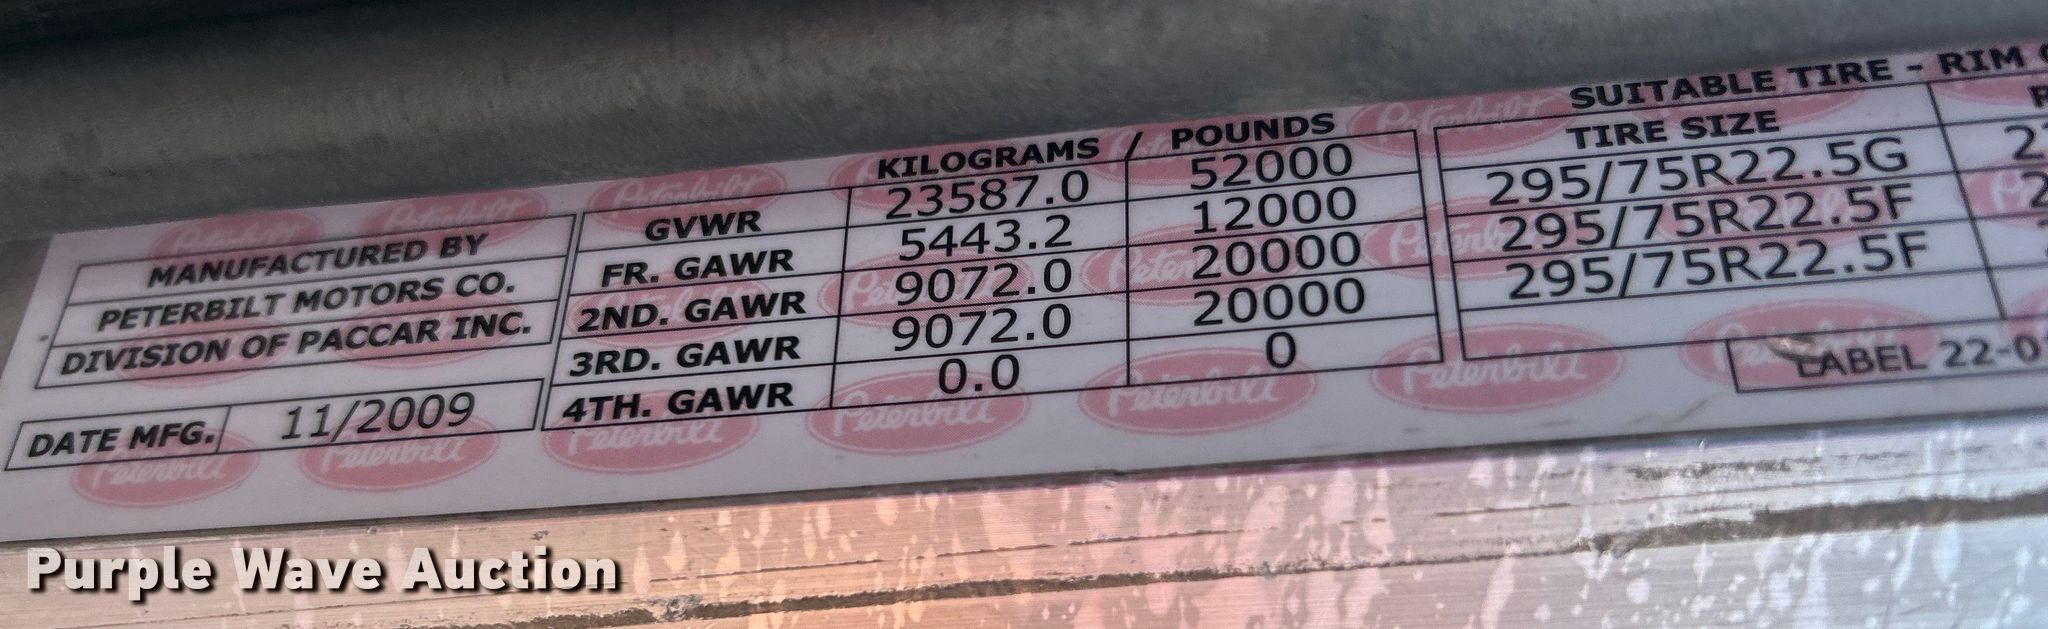 KILOGRAMS / POUNDS
GVWR 23587.0 52000
FR. GAWR 5443.2 12000
2ND. GAWR 9072.0 20000
3RD. GAWR 9072.0 20000
4TH. GAWR 0.0 0
MANUFACTURED BY
PETERBILT MOTORS CO.
DIVISION OF PACCAR INC.
DATE MFG. 11/2009
SUITABLE TIRE - RIM
TIRE SIZE
295/75R22.5G
295/75R22.5F
295/75R22.5F
LABEL 22-0
Peterbilt
Purple Wave Auction